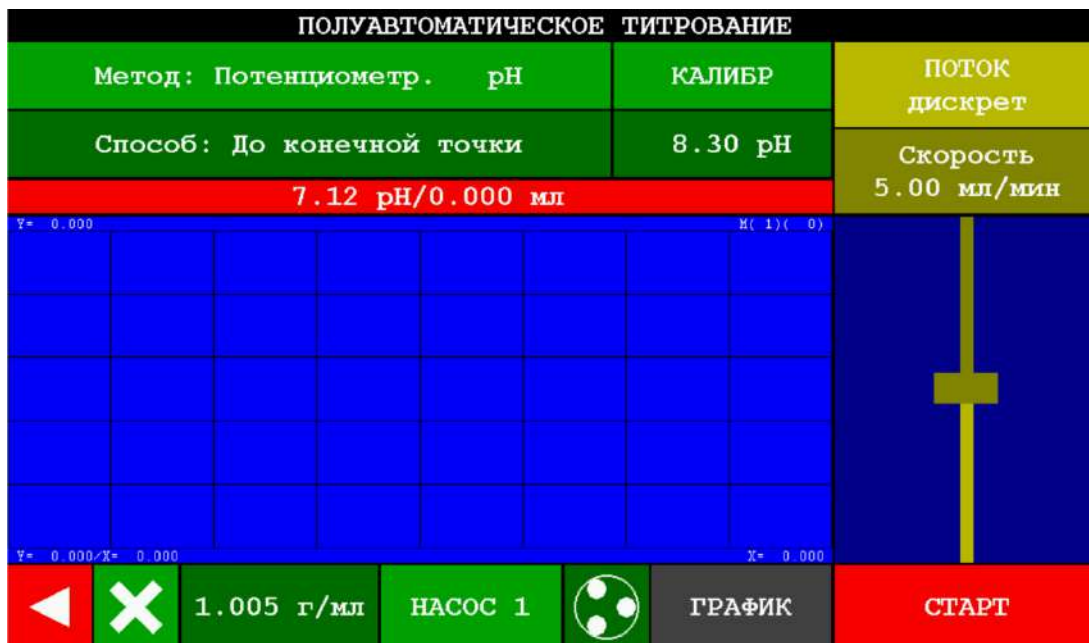 ПОЛУАВТОМАТИЧЕСКОЕ ТИТРОВАНИЕ
Метод: Потенциометр. pH
КАЛИБР
ПОТОК
дискрет
Способ: До конечной точки
8.30 pH
Скорость
5.00 мл/мин
7.12 pH/0.000 мл
Y= 0.000
M( 1)( 0)
Y= 0.000/X= 0.000
X= 0.000
1.005 г/мл
НАСОС 1
ГРАФИК
СТАРТ